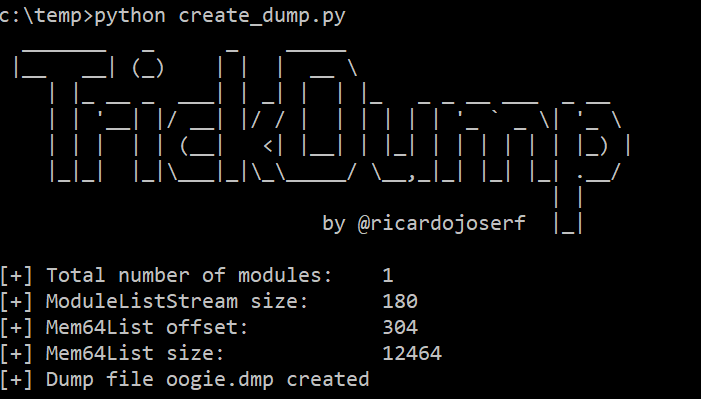 c:\temp>python create_dump.py
TrickDump
by @ricardojoserf
[+] Total number of modules: 1
[+] ModuleListStream size: 180
[+] Mem64List offset: 304
[+] Mem64List size: 12464
[+] Dump file oogie.dmp created